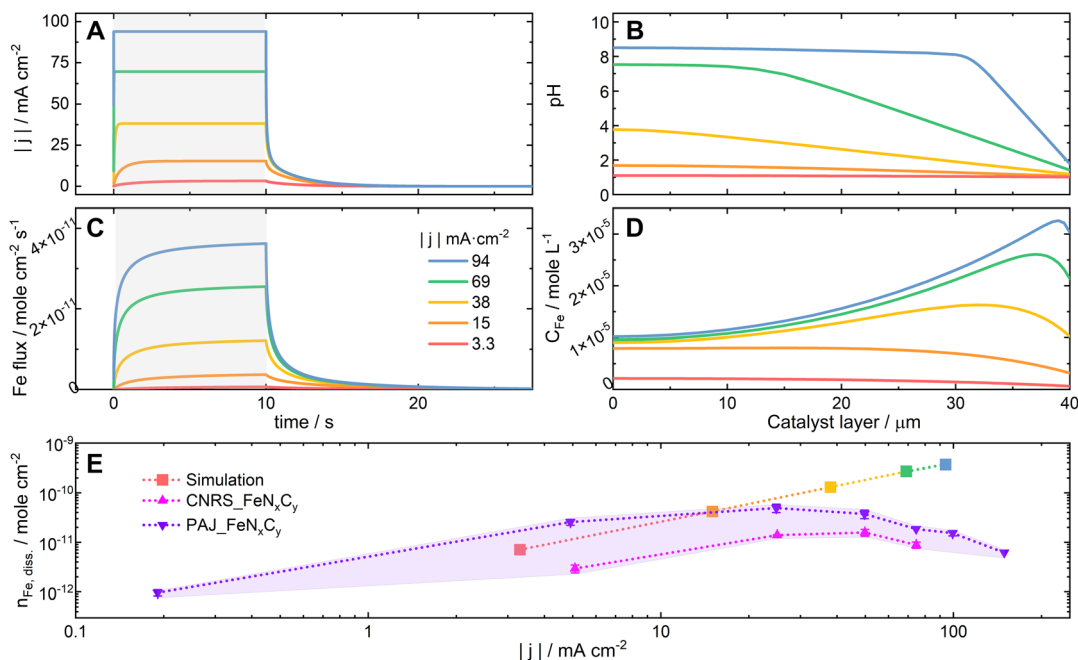 A
| j | / mA cm⁻²
100
75
50
25
0
B
pH
10
8
6
4
2
0
C
Fe flux / mole cm⁻² s⁻¹
4×10⁻¹¹
2×10⁻¹¹
0
| j | mA·cm⁻²
94
69
38
15
3.3
0
10
20
time / s
D
C_Fe / mole L⁻¹
3×10⁻⁵
2×10⁻⁵
1×10⁻⁵
0
0
10
20
30
40
Catalyst layer / μm
E
n_Fe, diss. / mole cm⁻²
10⁻⁹
10⁻¹⁰
10⁻¹¹
10⁻¹²
Simulation
CNRS_FeNₓC_y
PAJ_FeNₓC_y
0.1
1
10
100
| j | / mA cm⁻²